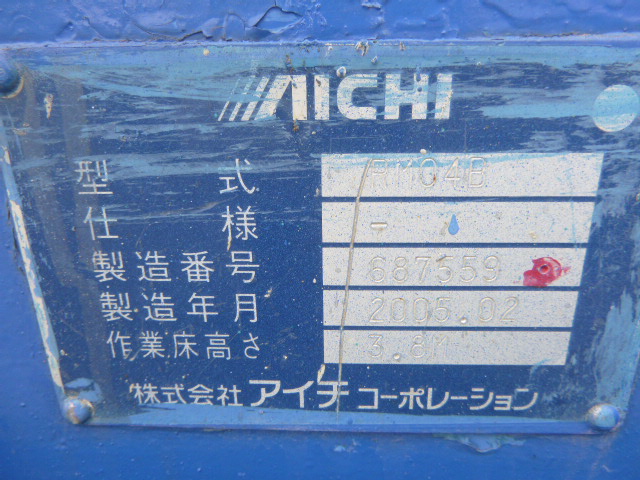 AICHI
型式 RM04B
仕様 -
製造番号 687559
製造年月 2005.02
作業床高さ 3.8M
株式会社 アイチ コーポレーション